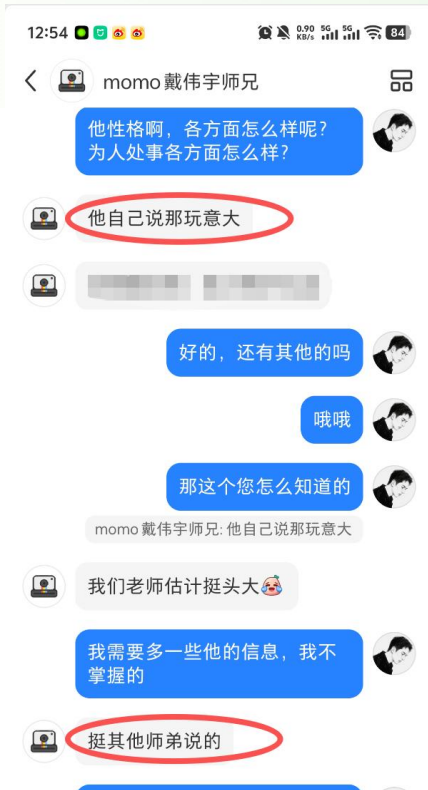 12:54
0.90 KB/s 5G 5G 84
momo戴伟宇师兄
他性格啊，各方面怎么样呢？
为人处事各方面怎么样？
他自己说那玩意大
好的，还有其他的吗
哦哦
那这个您怎么知道的
momo戴伟宇师兄: 他自己说那玩意大
我们老师估计挺头大
我需要多一些他的信息，我不
掌握的
挺其他师弟说的